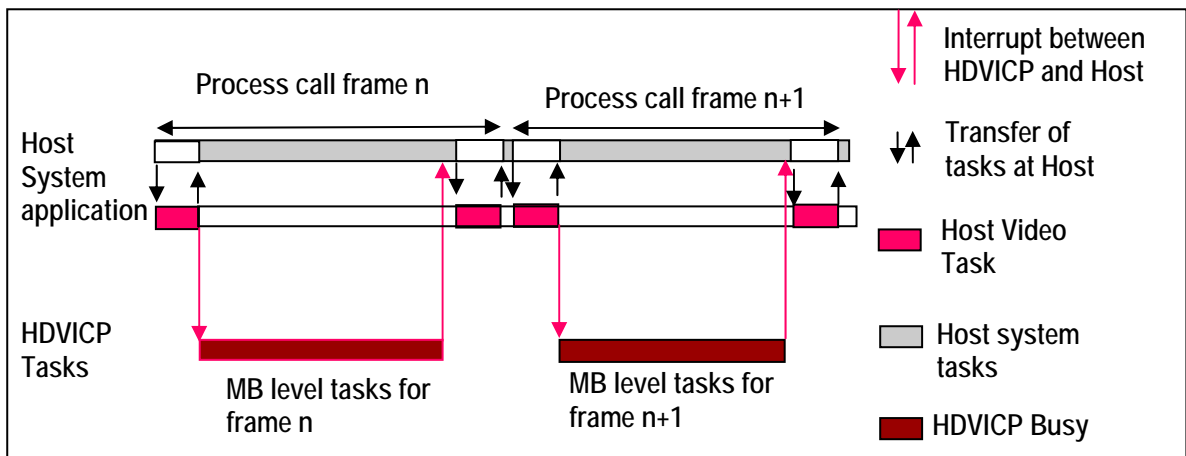 Process call frame n
Process call frame n+1
Host
System
application
HDVICP
Tasks
MB level tasks for
frame n
MB level tasks for
frame n+1
Interrupt between
HDVICP and Host
Transfer of
tasks at Host
Host Video
Task
Host system
tasks
HDVICP Busy